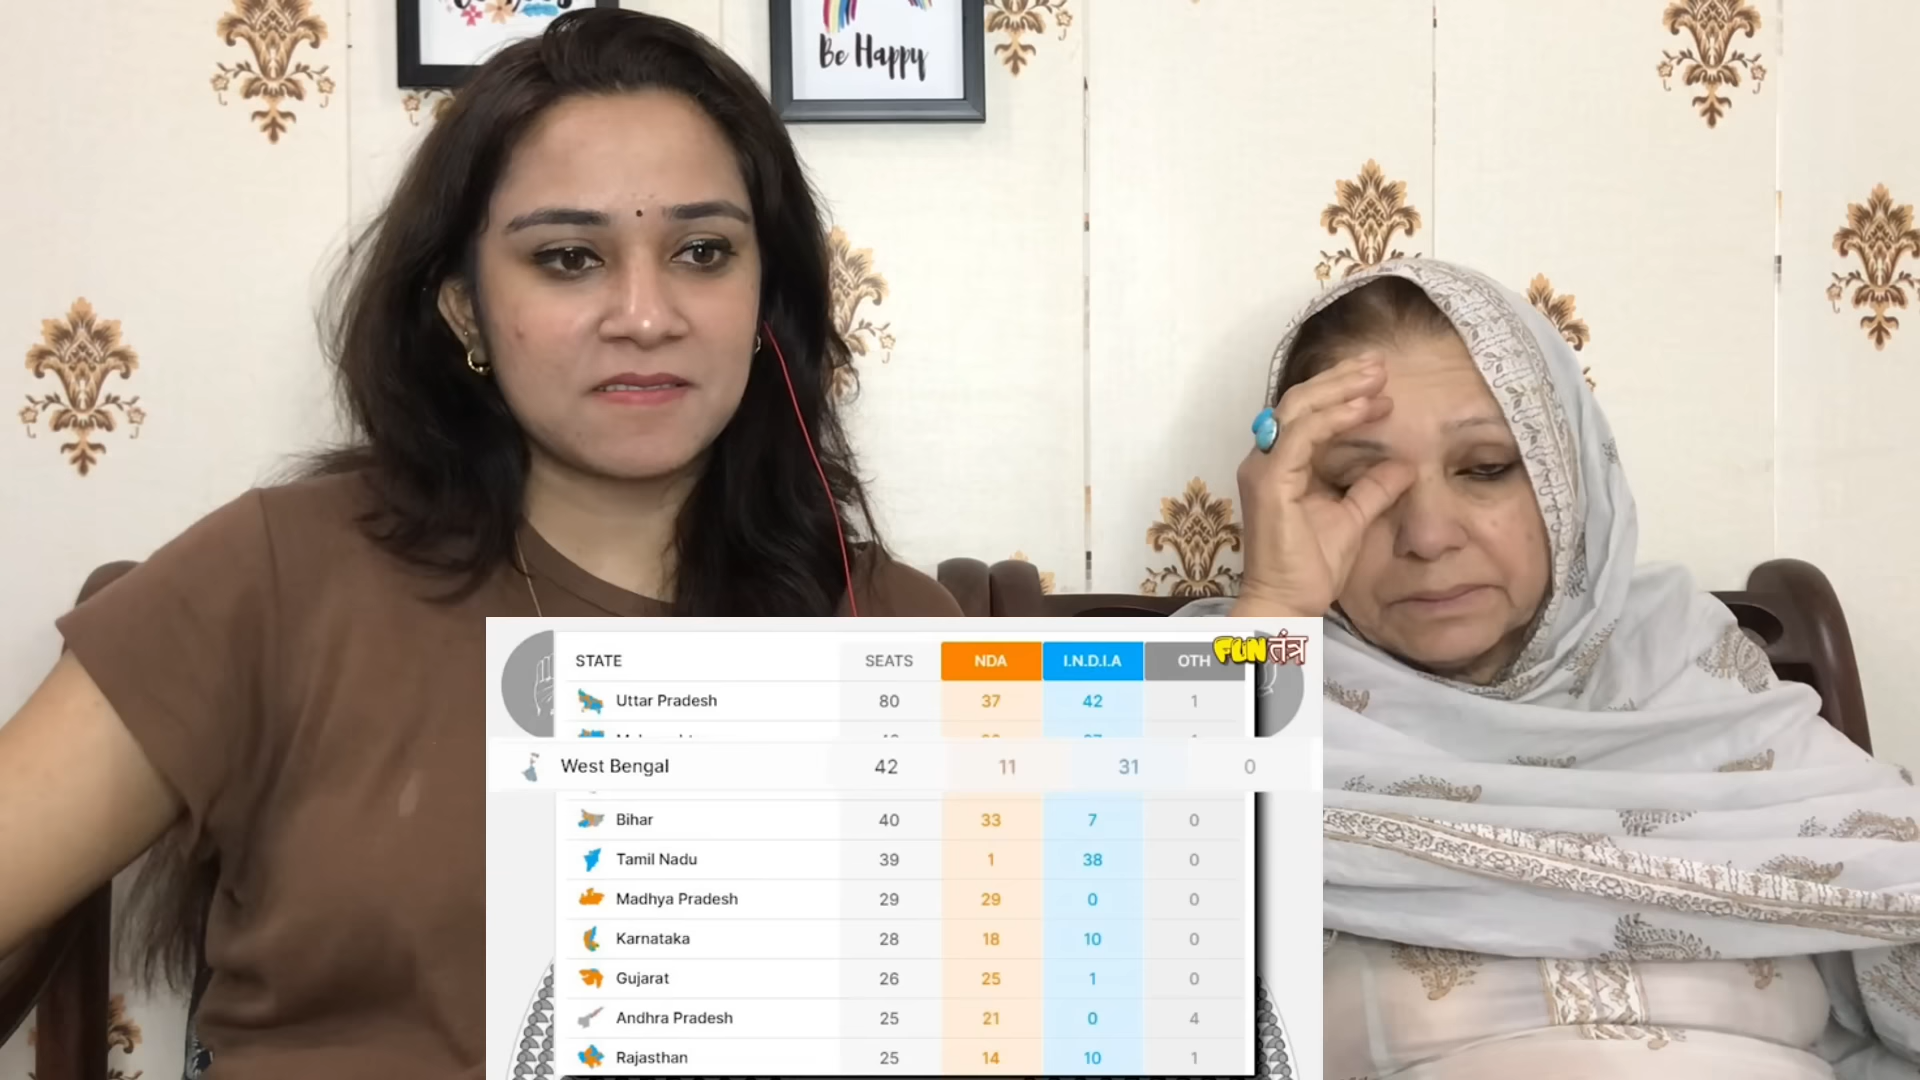 Be Happy
FUNतंत्र
STATE SEATS NDA I.N.D.I.A OTH
Uttar Pradesh 80 37 42 1
West Bengal 42 11 31 0
Bihar 40 33 7 0
Tamil Nadu 39 1 38 0
Madhya Pradesh 29 29 0 0
Karnataka 28 18 10 0
Gujarat 26 25 1 0
Andhra Pradesh 25 21 0 4
Rajasthan 25 14 10 1